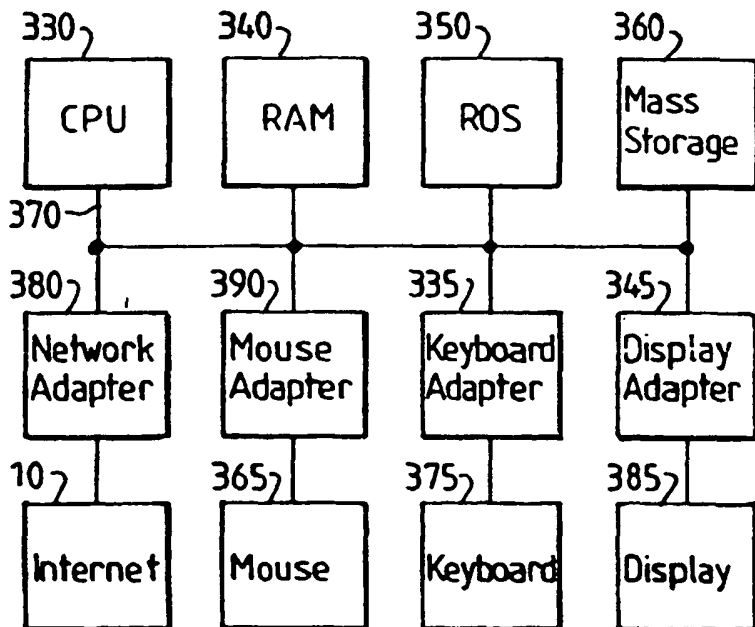 330 340 350 360
CPU RAM ROS Mass
Storage
370
380 390 335 345
Network Mouse Keyboard Display
Adapter Adapter Adapter Adapter
10 365 375 385
Internet Mouse Keyboard Display